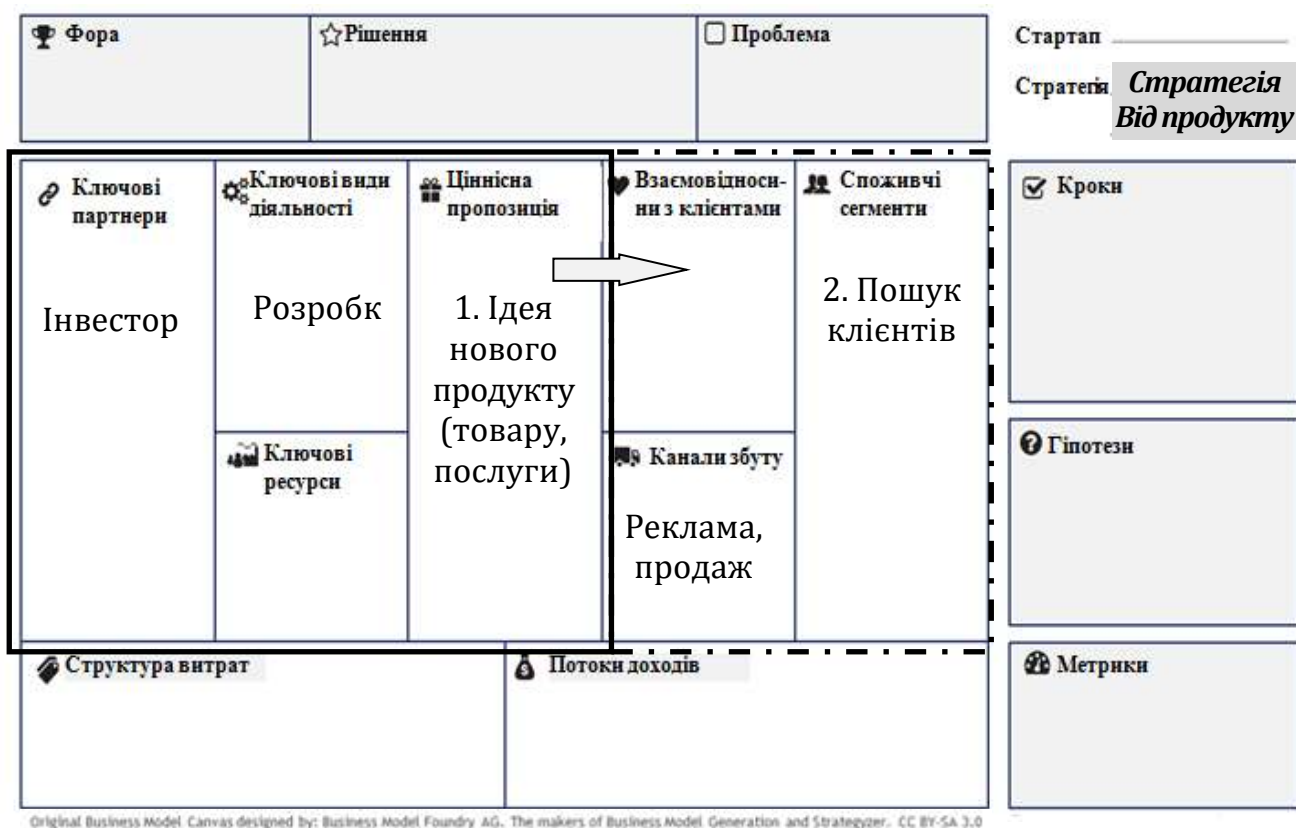 Фора
Рішення
Проблема
Стартап
Стратегія
Стратегія
Від продукту
Ключові
партнери
Інвестор
Ключові види
діяльності
Розробк
Ключові
ресурси
Ціннісна
пропозиція
1. Ідея
нового
продукту
(товару,
послуги)
Взаємовідноси-
ни з клієнтами
Канали збуту
Реклама,
продаж
Споживчі
сегменти
2. Пошук
клієнтів
Кроки
Гіпотези
Структура витрат
Потоки доходів
Метрики
Original Business Model Canvas designed by: Business Model Foundry AG. The makers of Business Model Generation and Strategyzer. CC BY-SA 3.0